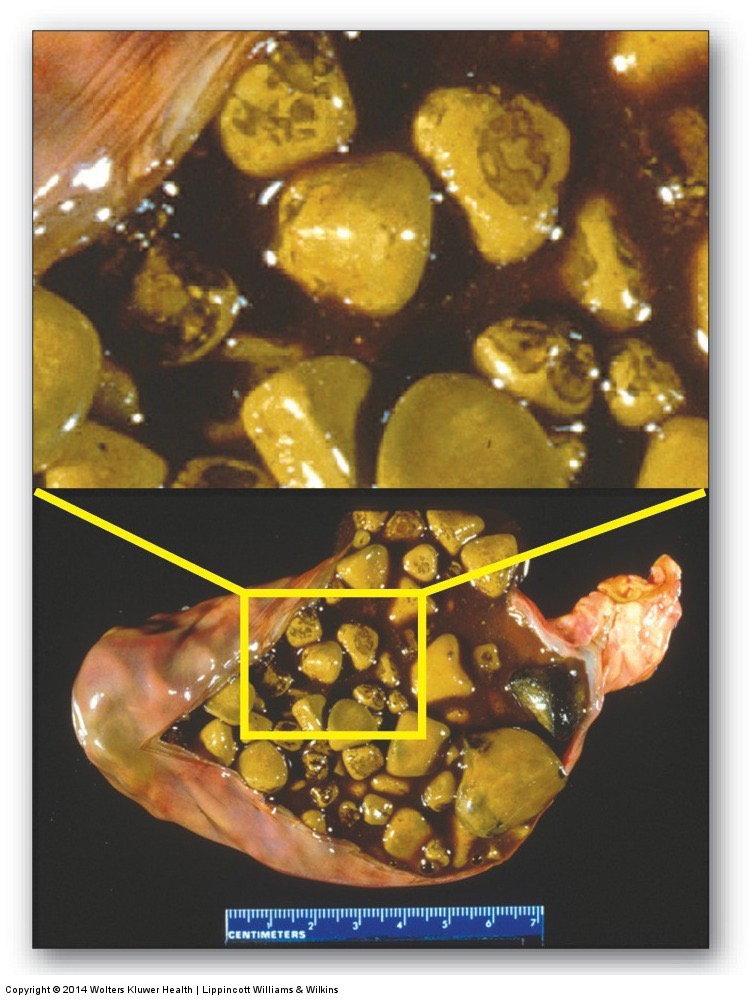 1 2 3 4 5 6 7
CENTIMETERS
Copyright © 2014 Wolters Kluwer Health | Lippincott Williams & Wilkins